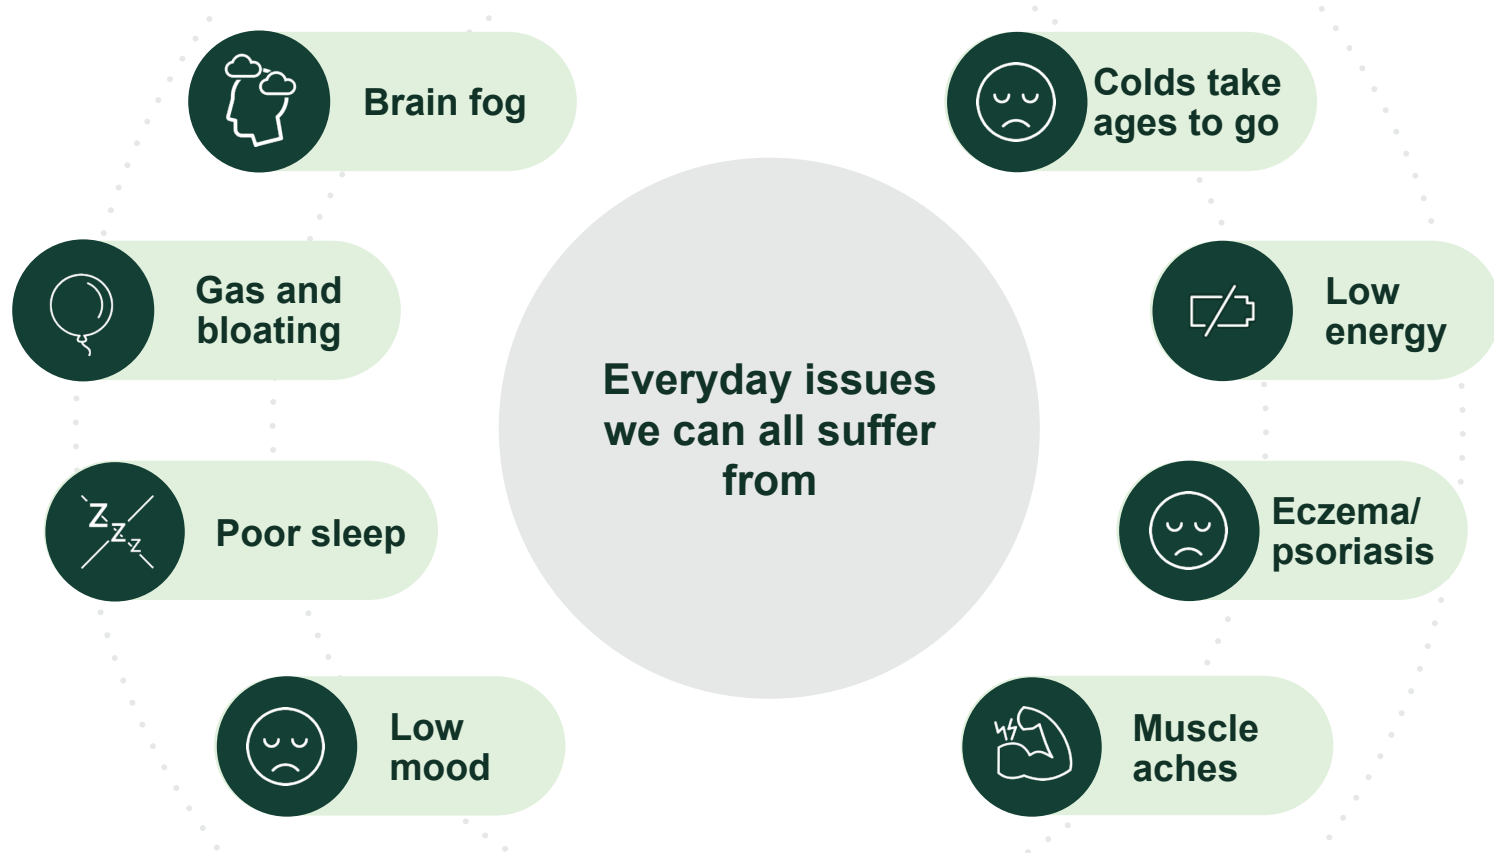 Brain fog
Gas and
bloating
Poor sleep
Low
mood
Everyday issues
we can all suffer
from
Colds take
ages to go
Low
energy
Eczema/
psoriasis
Muscle
aches